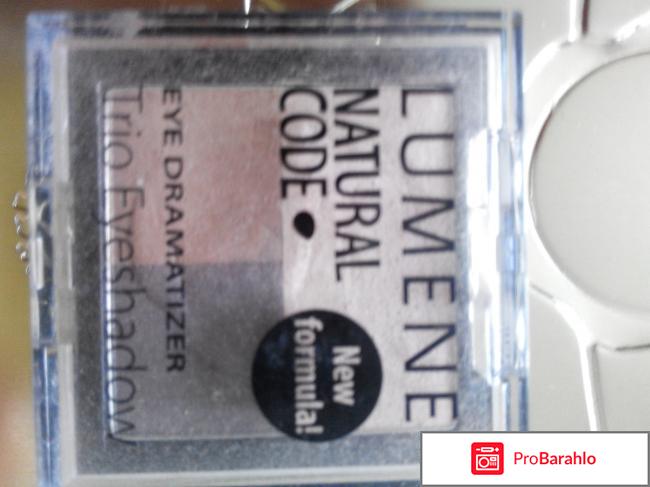 LUMENE
NATURAL
CODE
New
formula!
EYE DRAMATIZER
Trio Eyeshadow
ProBarahlo